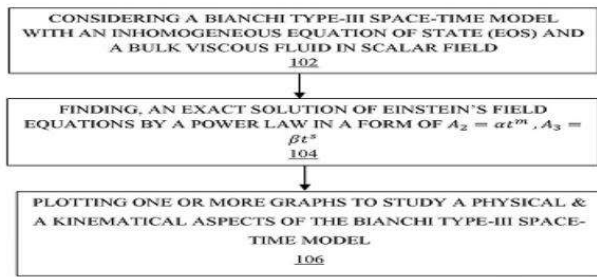 CONSIDERING A BIANCHI TYPE-III SPACE-TIME MODEL
WITH AN INHOMOGENEOUS EQUATION OF STATE (EOS) AND
A BULK VISCOUS FLUID IN SCALAR FIELD
102
FINDING, AN EXACT SOLUTION OF EINSTEIN'S FIELD
EQUATIONS BY A POWER LAW IN A FORM OF A₂ = αtᵐ, A₃ =
βtˢ
104
PLOTTING ONE OR MORE GRAPHS TO STUDY A PHYSICAL &
A KINEMATICAL ASPECTS OF THE BIANCHI TYPE-III SPACE-
TIME MODEL
106